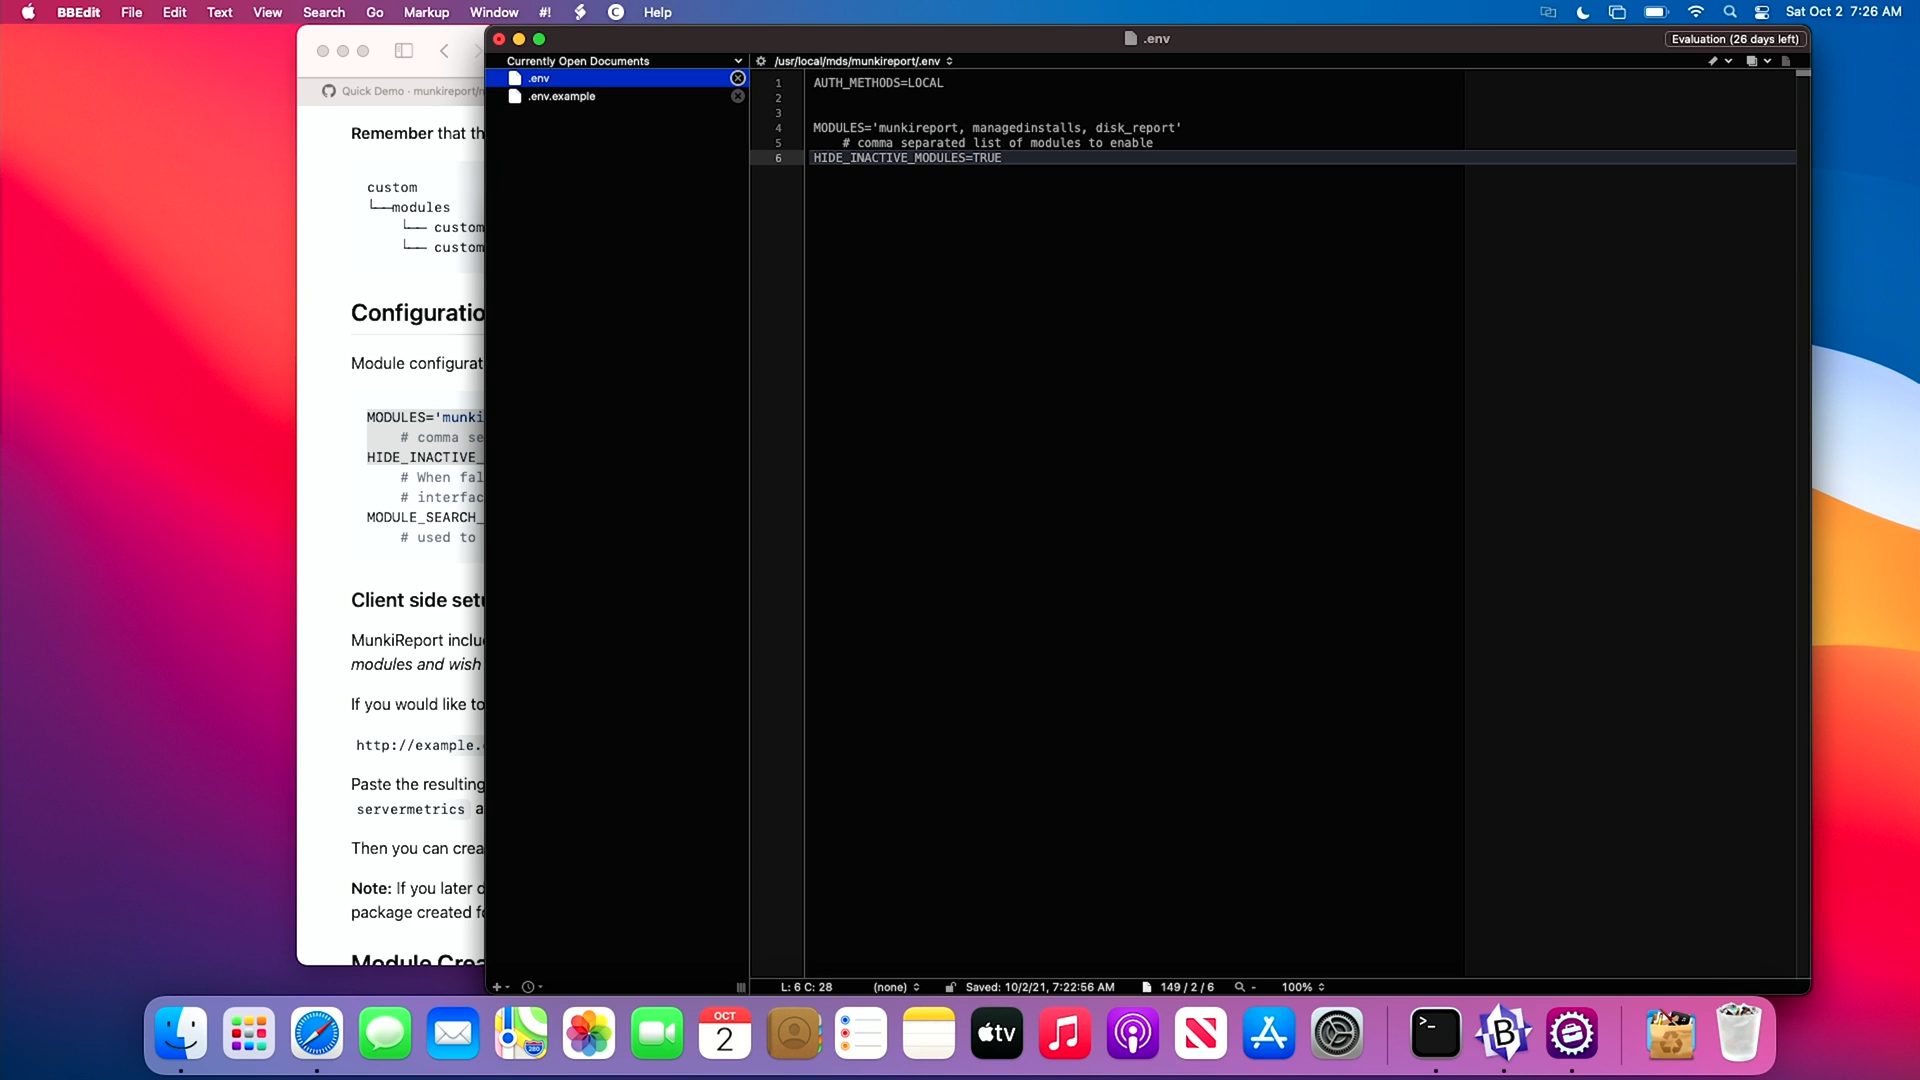 BBEdit File Edit Text View Search Go Markup Window #! Help
Sat Oct 2 7:26 AM
.env
Evaluation (26 days left)
Currently Open Documents
/usr/local/mds/munkireport/.env
.env
.env.example
1 AUTH_METHODS=LOCAL
2
3
4 MODULES='munkireport, managedinstalls, disk_report'
5 # comma separated list of modules to enable
6 HIDE_INACTIVE_MODULES=TRUE
Quick Demo · munkireport/
Remember that th
custom
└──modules
└── custom
└── custom
Configuratio
Module configurat
MODULES='munki
# comma se
HIDE_INACTIVE_
# When fal
# interfac
MODULE_SEARCH_
# used to
Client side setu
MunkiReport inclu
modules and wish
If you would like to
http://example.
Paste the resulting
servermetrics a
Then you can crea
Note: If you later d
package created fo
Module Crea
L: 6 C: 28 (none) Saved: 10/2/21, 7:22:56 AM 149 / 2 / 6 100%
OCT
2
280
tv
>_
B